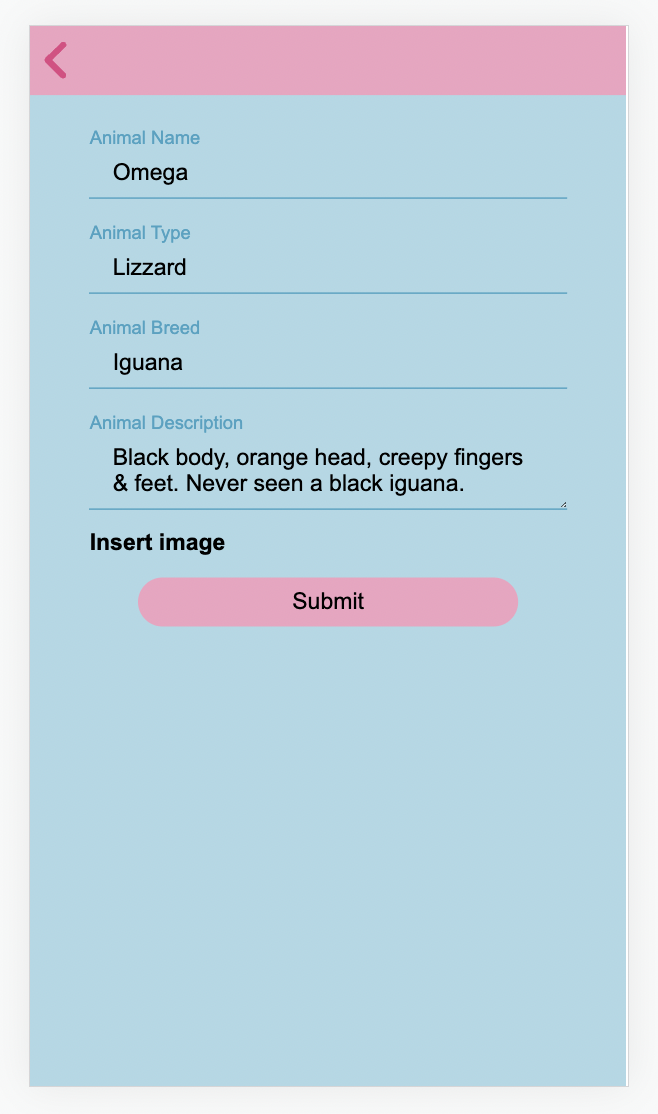 Animal Name
Omega
Animal Type
Lizzard
Animal Breed
Iguana
Animal Description
Black body, orange head, creepy fingers
& feet. Never seen a black iguana.
Insert image
Submit